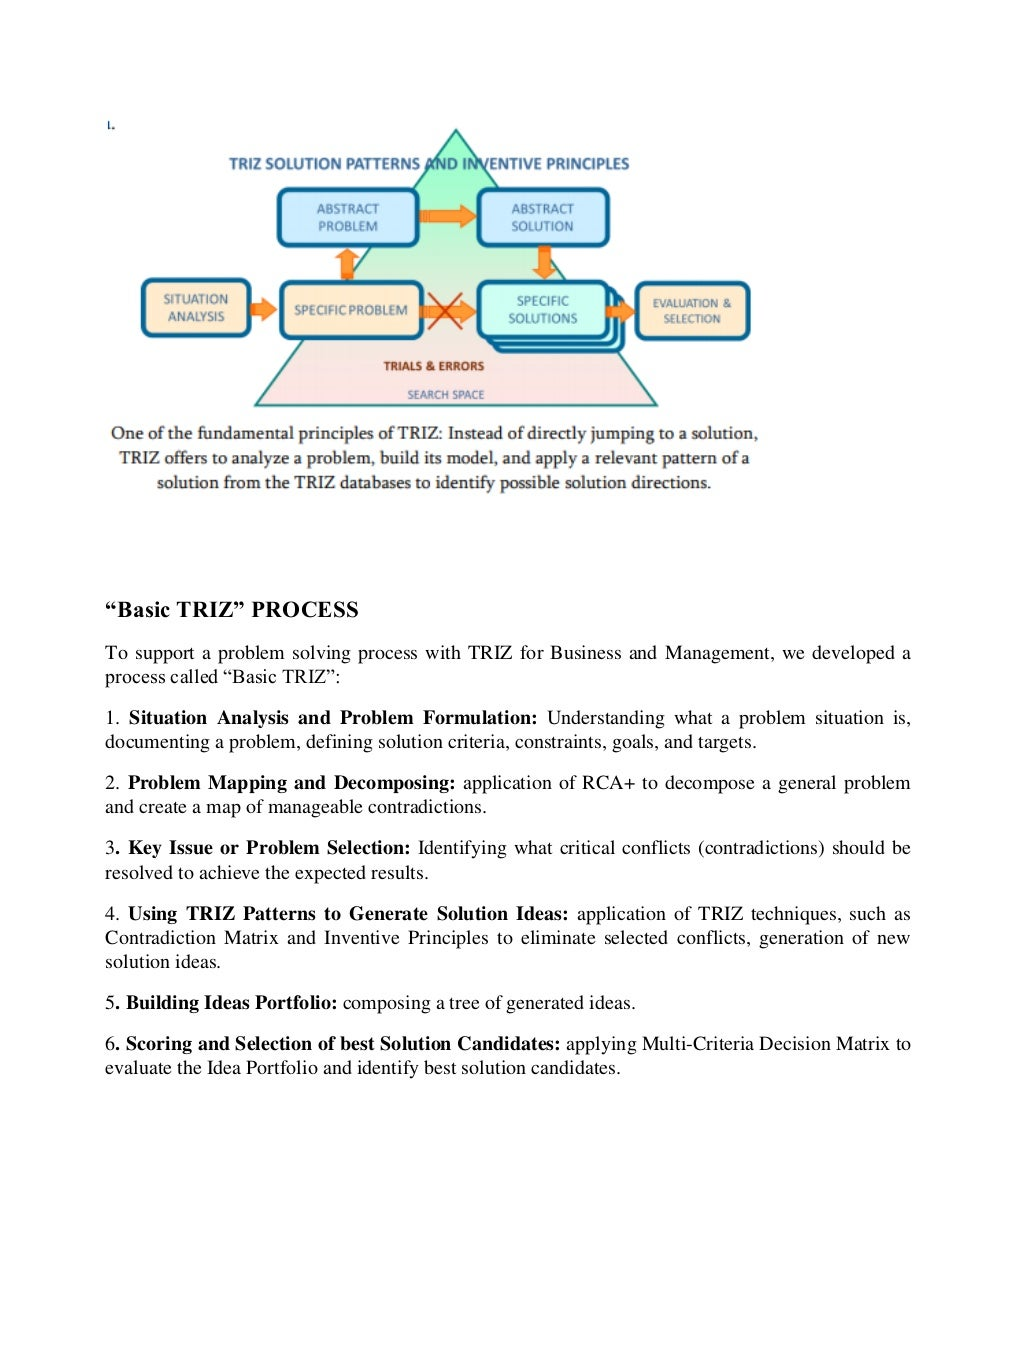 TRIZ SOLUTION PATTERNS AND INVENTIVE PRINCIPLES
ABSTRACT
PROBLEM
ABSTRACT
SOLUTION
SITUATION
ANALYSIS
SPECIFIC PROBLEM
SPECIFIC
SOLUTIONS
EVALUATION &
SELECTION
TRIALS & ERRORS
SEARCH SPACE
One of the fundamental principles of TRIZ: Instead of directly jumping to a solution,
TRIZ offers to analyze a problem, build its model, and apply a relevant pattern of a
solution from the TRIZ databases to identify possible solution directions.
“Basic TRIZ” PROCESS
To support a problem solving process with TRIZ for Business and Management, we developed a
process called “Basic TRIZ”:
1. Situation Analysis and Problem Formulation: Understanding what a problem situation is,
documenting a problem, defining solution criteria, constraints, goals, and targets.
2. Problem Mapping and Decomposing: application of RCA+ to decompose a general problem
and create a map of manageable contradictions.
3. Key Issue or Problem Selection: Identifying what critical conflicts (contradictions) should be
resolved to achieve the expected results.
4. Using TRIZ Patterns to Generate Solution Ideas: application of TRIZ techniques, such as
Contradiction Matrix and Inventive Principles to eliminate selected conflicts, generation of new
solution ideas.
5. Building Ideas Portfolio: composing a tree of generated ideas.
6. Scoring and Selection of best Solution Candidates: applying Multi-Criteria Decision Matrix to
evaluate the Idea Portfolio and identify best solution candidates.